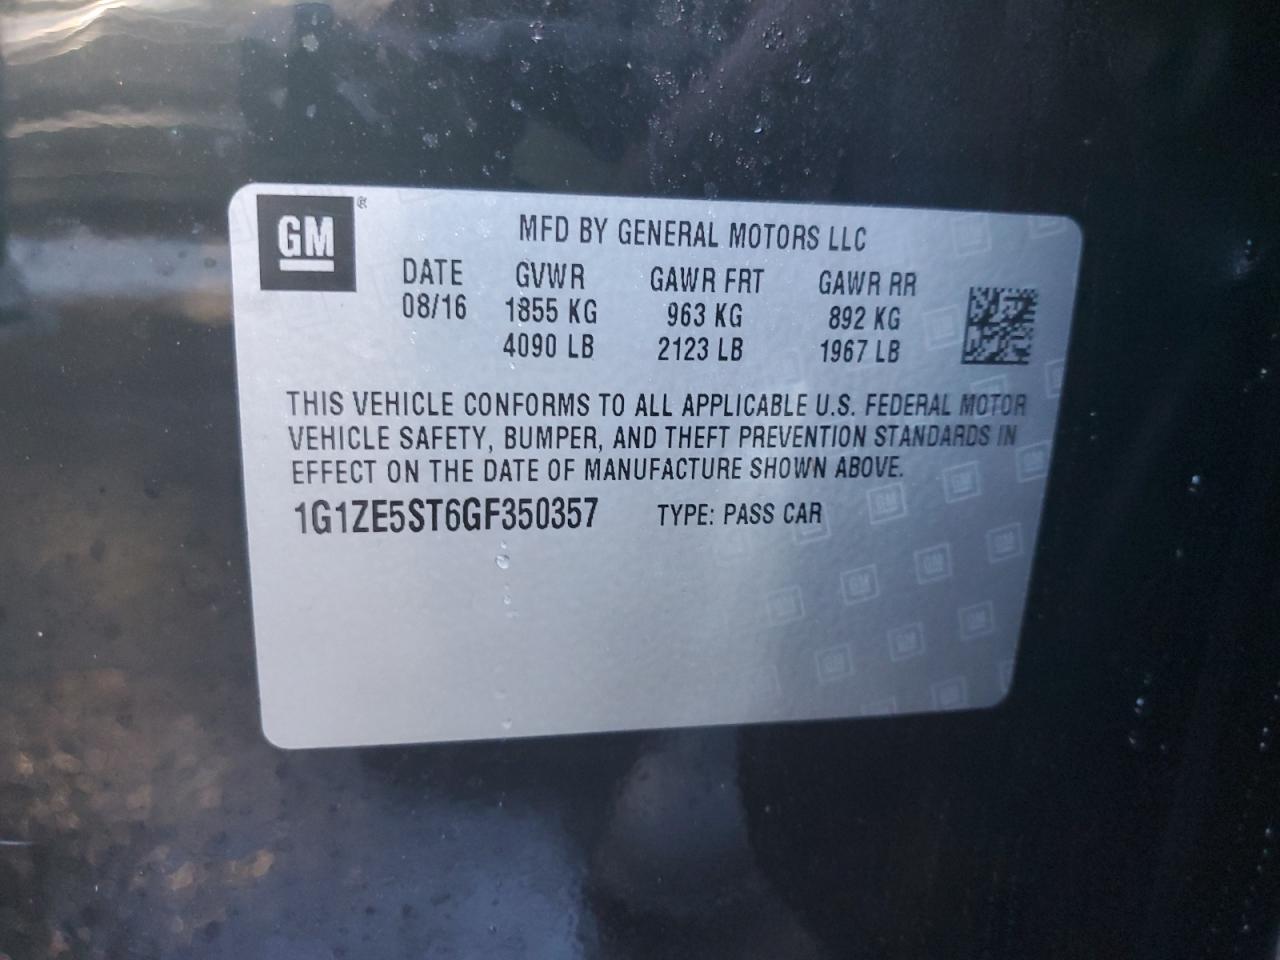 GM ®
MFD BY GENERAL MOTORS LLC
DATE GVWR GAWR FRT GAWR RR
08/16 1855 KG 963 KG 892 KG
4090 LB 2123 LB 1967 LB
THIS VEHICLE CONFORMS TO ALL APPLICABLE U.S. FEDERAL MOTOR
VEHICLE SAFETY, BUMPER, AND THEFT PREVENTION STANDARDS IN
EFFECT ON THE DATE OF MANUFACTURE SHOWN ABOVE.
1G1ZE5ST6GF350357 TYPE: PASS CAR